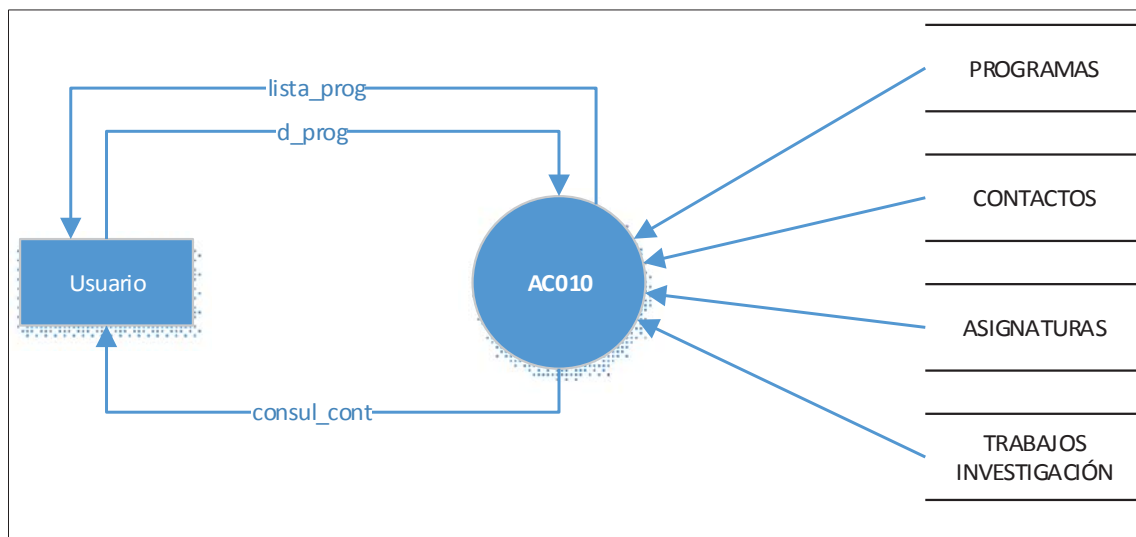 lista_prog
d_prog
Usuario
AC010
consul_cont
PROGRAMAS
CONTACTOS
ASIGNATURAS
TRABAJOS
INVESTIGACIÓN